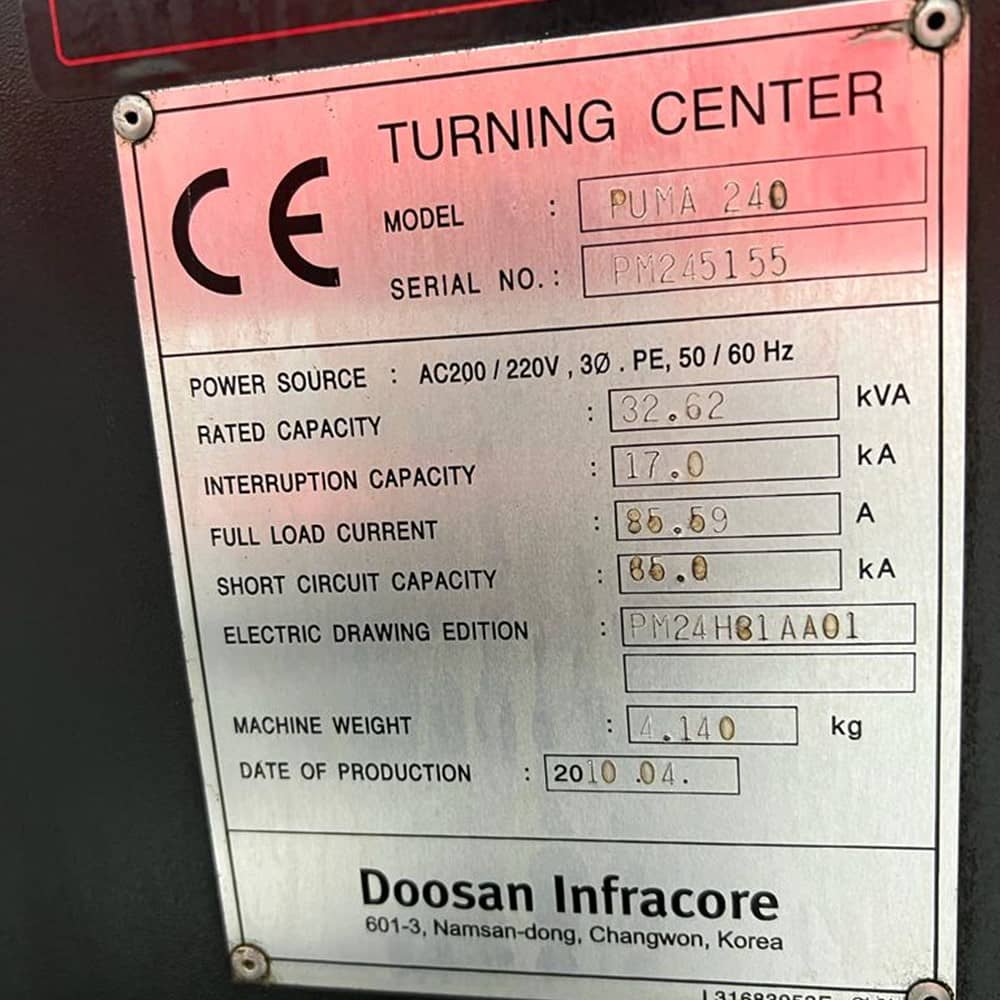 TURNING CENTER
CE
MODEL : PUMA 240
SERIAL NO. : PM245155
POWER SOURCE : AC200 / 220V , 3Ø . PE, 50 / 60 Hz
RATED CAPACITY : 32.62 kVA
INTERRUPTION CAPACITY : 17.0 kA
FULL LOAD CURRENT : 85.59 A
SHORT CIRCUIT CAPACITY : 85.0 kA
ELECTRIC DRAWING EDITION : PM24H81AA01
MACHINE WEIGHT : 4.140 kg
DATE OF PRODUCTION : 2010.04.
Doosan Infracore
601-3, Namsan-dong, Changwon, Korea